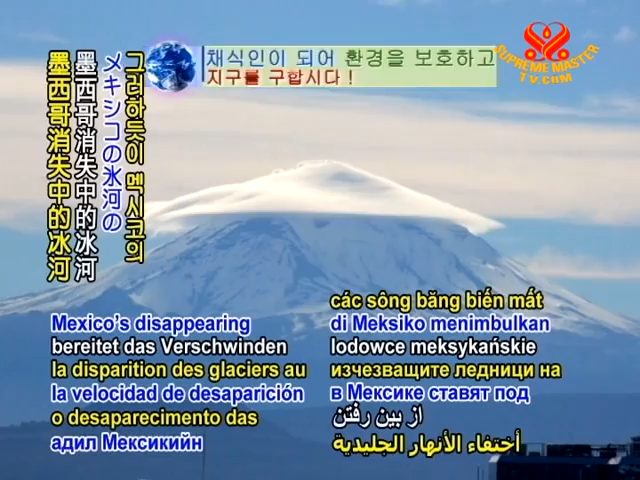 채식인이 되어 환경을 보호하고
지구를 구합시다 !
SUPREME MASTER
TV.COM
그러하듯이 멕시코의
メキシコの氷河の
墨西哥消失中的冰河
墨西哥消失中的冰河
Mexico's disappearing
bereitet das Verschwinden
la disparition des glaciers au
la velocidad de desaparición
o desaparecimento das
адил Мексикийн
các sông băng biến mất
di Meksiko menimbulkan
lodowce meksykańskie
изчезващите ледници на
в Мексике ставят под
از بین رفتن
أختفاء الأنهار الجليدية